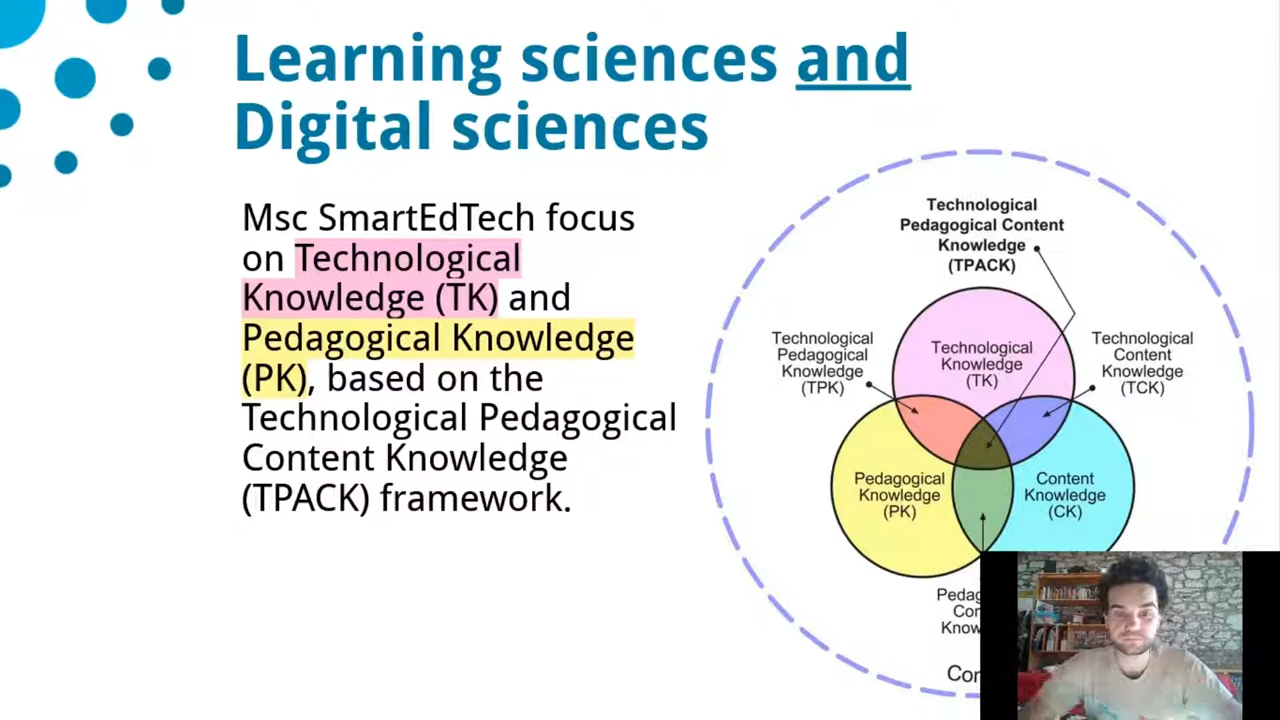 Learning sciences and
Digital sciences
Msc SmartEdTech focus
on Technological
Knowledge (TK) and
Pedagogical Knowledge
(PK), based on the
Technological Pedagogical
Content Knowledge
(TPACK) framework.
Technological
Pedagogical Content
Knowledge
(TPACK)
Technological
Pedagogical
Knowledge
(TPK)
Technological
Knowledge
(TK)
Technological
Content
Knowledge
(TCK)
Pedagogical
Knowledge
(PK)
Content
Knowledge
(CK)